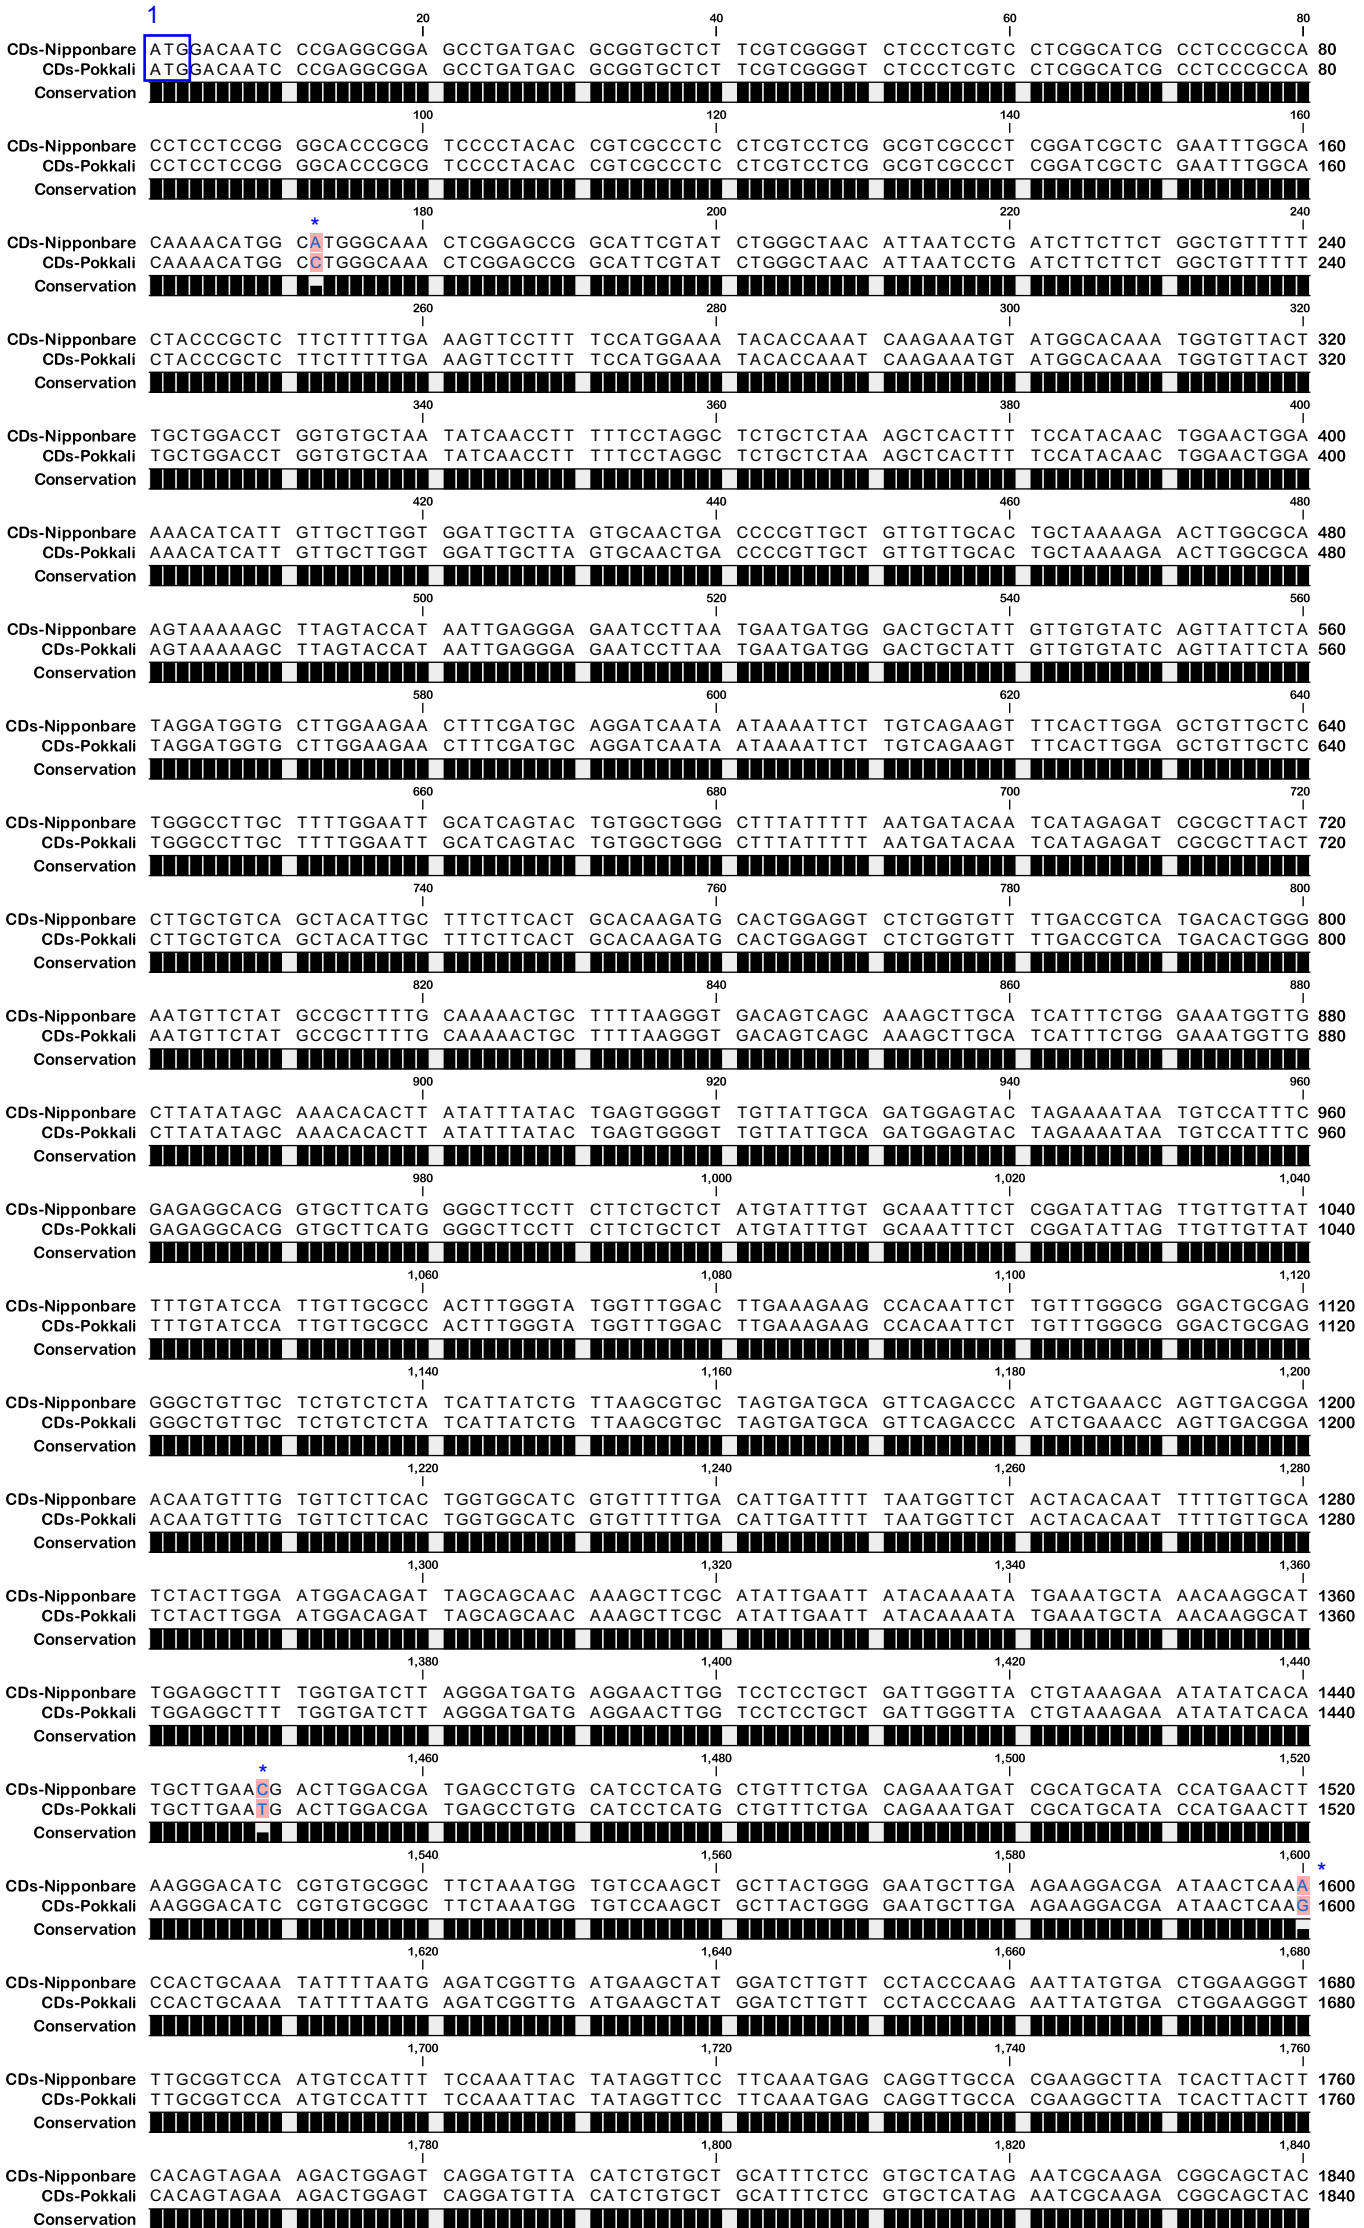 1
20 40 60 80
CDs-Nipponbare ATGGACAATC CCGAGGCGGA GCCTGATGAC GCGGTGCTCT TCGTCGGGGT CTCCCTCGTC CTCGGCATCG CCTCCCGCCA 80
CDs-Pokkali ATGGACAATC CCGAGGCGGA GCCTGATGAC GCGGTGCTCT TCGTCGGGGT CTCCCTCGTC CTCGGCATCG CCTCCCGCCA 80
Conservation
100 120 140 160
CDs-Nipponbare CCTCCTCCGG GGCACCCGCG TCCCCTACAC CGTCGCCCTC CTCGTCCTCG GCGTCGCCCT CGGATCGCTC GAATTTGGCA 160
CDs-Pokkali CCTCCTCCGG GGCACCCGCG TCCCCTACAC CGTCGCCCTC CTCGTCCTCG GCGTCGCCCT CGGATCGCTC GAATTTGGCA 160
Conservation
* 180 200 220 240
CDs-Nipponbare CAAAACATGG CATGGGCAAA CTCGGAGCCG GCATTCGTAT CTGGGCTAAC ATTAATCCTG ATCTTCTTCT GGCTGTTTTT 240
CDs-Pokkali CAAAACATGG CCTGGGCAAA CTCGGAGCCG GCATTCGTAT CTGGGCTAAC ATTAATCCTG ATCTTCTTCT GGCTGTTTTT 240
Conservation
260 280 300 320
CDs-Nipponbare CTACCCGCTC TTCTTTTTGA AAGTTCCTTT TCCATGGAAA TACACCAAAT CAAGAAATGT ATGGCACAAA TGGTGTTACT 320
CDs-Pokkali CTACCCGCTC TTCTTTTTGA AAGTTCCTTT TCCATGGAAA TACACCAAAT CAAGAAATGT ATGGCACAAA TGGTGTTACT 320
Conservation
340 360 380 400
CDs-Nipponbare TGCTGGACCT GGTGTGCTAA TATCAACCTT TTTCCTAGGC TCTGCTCTAA AGCTCACTTT TCCATACAAC TGGAACTGGA 400
CDs-Pokkali TGCTGGACCT GGTGTGCTAA TATCAACCTT TTTCCTAGGC TCTGCTCTAA AGCTCACTTT TCCATACAAC TGGAACTGGA 400
Conservation
420 440 460 480
CDs-Nipponbare AAACATCATT GTTGCTTGGT GGATTGCTTA GTGCAACTGA CCCCGTTGCT GTTGTTGCAC TGCTAAAAGA ACTTGGCGCA 480
CDs-Pokkali AAACATCATT GTTGCTTGGT GGATTGCTTA GTGCAACTGA CCCCGTTGCT GTTGTTGCAC TGCTAAAAGA ACTTGGCGCA 480
Conservation
500 520 540 560
CDs-Nipponbare AGTAAAAAGC TTAGTACCAT AATTGAGGGA GAATCCTTAA TGAATGATGG GACTGCTATT GTTGTGTATC AGTTATTCTA 560
CDs-Pokkali AGTAAAAAGC TTAGTACCAT AATTGAGGGA GAATCCTTAA TGAATGATGG GACTGCTATT GTTGTGTATC AGTTATTCTA 560
Conservation
580 600 620 640
CDs-Nipponbare TAGGATGGTG CTTGGAAGAA CTTTCGATGC AGGATCAATA ATAAAATTCT TGTCAGAAGT TTCACTTGGA GCTGTTGCTC 640
CDs-Pokkali TAGGATGGTG CTTGGAAGAA CTTTCGATGC AGGATCAATA ATAAAATTCT TGTCAGAAGT TTCACTTGGA GCTGTTGCTC 640
Conservation
660 680 700 720
CDs-Nipponbare TGGGCCTTGC TTTTGGAATT GCATCAGTAC TGTGGCTGGG CTTTATTTTT AATGATACAA TCATAGAGAT CGCGCTTACT 720
CDs-Pokkali TGGGCCTTGC TTTTGGAATT GCATCAGTAC TGTGGCTGGG CTTTATTTTT AATGATACAA TCATAGAGAT CGCGCTTACT 720
Conservation
740 760 780 800
CDs-Nipponbare CTTGCTGTCA GCTACATTGC TTTCTTCACT GCACAAGATG CACTGGAGGT CTCTGGTGTT TTGACCGTCA TGACACTGGG 800
CDs-Pokkali CTTGCTGTCA GCTACATTGC TTTCTTCACT GCACAAGATG CACTGGAGGT CTCTGGTGTT TTGACCGTCA TGACACTGGG 800
Conservation
820 840 860 880
CDs-Nipponbare AATGTTCTAT GCCGCTTTTG CAAAAACTGC TTTTAAGGGT GACAGTCAGC AAAGCTTGCA TCATTTCTGG GAAATGGTTG 880
CDs-Pokkali AATGTTCTAT GCCGCTTTTG CAAAAACTGC TTTTAAGGGT GACAGTCAGC AAAGCTTGCA TCATTTCTGG GAAATGGTTG 880
Conservation
900 920 940 960
CDs-Nipponbare CTTATATAGC AAACACACTT ATATTTATAC TGAGTGGGGT TGTTATTGCA GATGGAGTAC TAGAAAATAA TGTCCATTTC 960
CDs-Pokkali CTTATATAGC AAACACACTT ATATTTATAC TGAGTGGGGT TGTTATTGCA GATGGAGTAC TAGAAAATAA TGTCCATTTC 960
Conservation
980 1,000 1,020 1,040
CDs-Nipponbare GAGAGGCACG GTGCTTCATG GGGCTTCCTT CTTCTGCTCT ATGTATTTGT GCAAATTTCT CGGATATTAG TTGTTGTTAT 1040
CDs-Pokkali GAGAGGCACG GTGCTTCATG GGGCTTCCTT CTTCTGCTCT ATGTATTTGT GCAAATTTCT CGGATATTAG TTGTTGTTAT 1040
Conservation
1,060 1,080 1,100 1,120
CDs-Nipponbare TTTGTATCCA TTGTTGCGCC ACTTTGGGTA TGGTTTGGAC TTGAAAGAAG CCACAATTCT TGTTTGGGCG GGACTGCGAG 1120
CDs-Pokkali TTTGTATCCA TTGTTGCGCC ACTTTGGGTA TGGTTTGGAC TTGAAAGAAG CCACAATTCT TGTTTGGGCG GGACTGCGAG 1120
Conservation
1,140 1,160 1,180 1,200
CDs-Nipponbare GGGCTGTTGC TCTGTCTCTA TCATTATCTG TTAAGCGTGC TAGTGATGCA GTTCAGACCC ATCTGAAACC AGTTGACGGA 1200
CDs-Pokkali GGGCTGTTGC TCTGTCTCTA TCATTATCTG TTAAGCGTGC TAGTGATGCA GTTCAGACCC ATCTGAAACC AGTTGACGGA 1200
Conservation
1,220 1,240 1,260 1,280
CDs-Nipponbare ACAATGTTTG TGTTCTTCAC TGGTGGCATC GTGTTTTTGA CATTGATTTT TAATGGTTCT ACTACACAAT TTTTGTTGCA 1280
CDs-Pokkali ACAATGTTTG TGTTCTTCAC TGGTGGCATC GTGTTTTTGA CATTGATTTT TAATGGTTCT ACTACACAAT TTTTGTTGCA 1280
Conservation
1,300 1,320 1,340 1,360
CDs-Nipponbare TCTACTTGGA ATGGACAGAT TAGCAGCAAC AAAGCTTCGC ATATTGAATT ATACAAAATA TGAAATGCTA AACAAGGCAT 1360
CDs-Pokkali TCTACTTGGA ATGGACAGAT TAGCAGCAAC AAAGCTTCGC ATATTGAATT ATACAAAATA TGAAATGCTA AACAAGGCAT 1360
Conservation
1,380 1,400 1,420 1,440
CDs-Nipponbare TGGAGGCTTT TGGTGATCTT AGGGATGATG AGGAACTTGG TCCTCCTGCT GATTGGGTTA CTGTAAAGAA ATATATCACA 1440
CDs-Pokkali TGGAGGCTTT TGGTGATCTT AGGGATGATG AGGAACTTGG TCCTCCTGCT GATTGGGTTA CTGTAAAGAA ATATATCACA 1440
Conservation
* 1,460 1,480 1,500 1,520
CDs-Nipponbare TGCTTGAACG ACTTGGACGA TGAGCCTGTG CATCCTCATG CTGTTTCTGA CAGAAATGAT CGCATGCATA CCATGAACTT 1520
CDs-Pokkali TGCTTGAATG ACTTGGACGA TGAGCCTGTG CATCCTCATG CTGTTTCTGA CAGAAATGAT CGCATGCATA CCATGAACTT 1520
Conservation
1,540 1,560 1,580 1,600 *
CDs-Nipponbare AAGGGACATC CGTGTGCGGC TTCTAAATGG TGTCCAAGCT GCTTACTGGG GAATGCTTGA AGAAGGACGA ATAACTCAAA 1600
CDs-Pokkali AAGGGACATC CGTGTGCGGC TTCTAAATGG TGTCCAAGCT GCTTACTGGG GAATGCTTGA AGAAGGACGA ATAACTCAAG 1600
Conservation
1,620 1,640 1,660 1,680
CDs-Nipponbare CCACTGCAAA TATTTTAATG AGATCGGTTG ATGAAGCTAT GGATCTTGTT CCTACCCAAG AATTATGTGA CTGGAAGGGT 1680
CDs-Pokkali CCACTGCAAA TATTTTAATG AGATCGGTTG ATGAAGCTAT GGATCTTGTT CCTACCCAAG AATTATGTGA CTGGAAGGGT 1680
Conservation
1,700 1,720 1,740 1,760
CDs-Nipponbare TTGCGGTCCA ATGTCCATTT TCCAAATTAC TATAGGTTCC TTCAAATGAG CAGGTTGCCA CGAAGGCTTA TCACTTACTT 1760
CDs-Pokkali TTGCGGTCCA ATGTCCATTT TCCAAATTAC TATAGGTTCC TTCAAATGAG CAGGTTGCCA CGAAGGCTTA TCACTTACTT 1760
Conservation
1,780 1,800 1,820 1,840
CDs-Nipponbare CACAGTAGAA AGACTGGAGT CAGGATGTTA CATCTGTGCT GCATTTCTCC GTGCTCATAG AATCGCAAGA CGGCAGCTAC 1840
CDs-Pokkali CACAGTAGAA AGACTGGAGT CAGGATGTTA CATCTGTGCT GCATTTCTCC GTGCTCATAG AATCGCAAGA CGGCAGCTAC 1840
Conservation